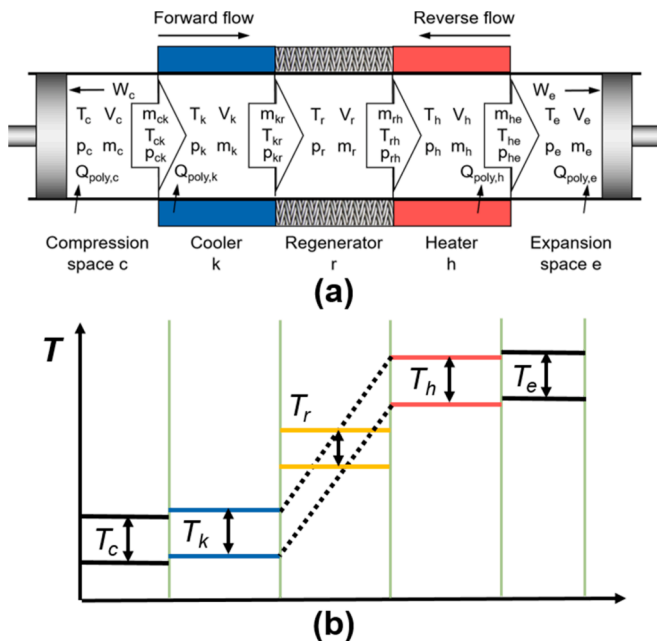 Forward flow Reverse flow
W_c W_e
T_c V_c m_ck T_k V_k m_kr T_r V_r m_rh T_h V_h m_he T_e V_e
T_ck T_kr T_rh T_he
p_c m_c p_ck p_k m_k p_kr p_r m_r p_rh p_h m_h p_he p_e m_e
Q_poly,c Q_poly,k Q_poly,h Q_poly,e
Compression Cooler Regenerator Heater Expansion
space c k r h space e
(a)
T
T_r T_h T_e
T_c T_k
(b)